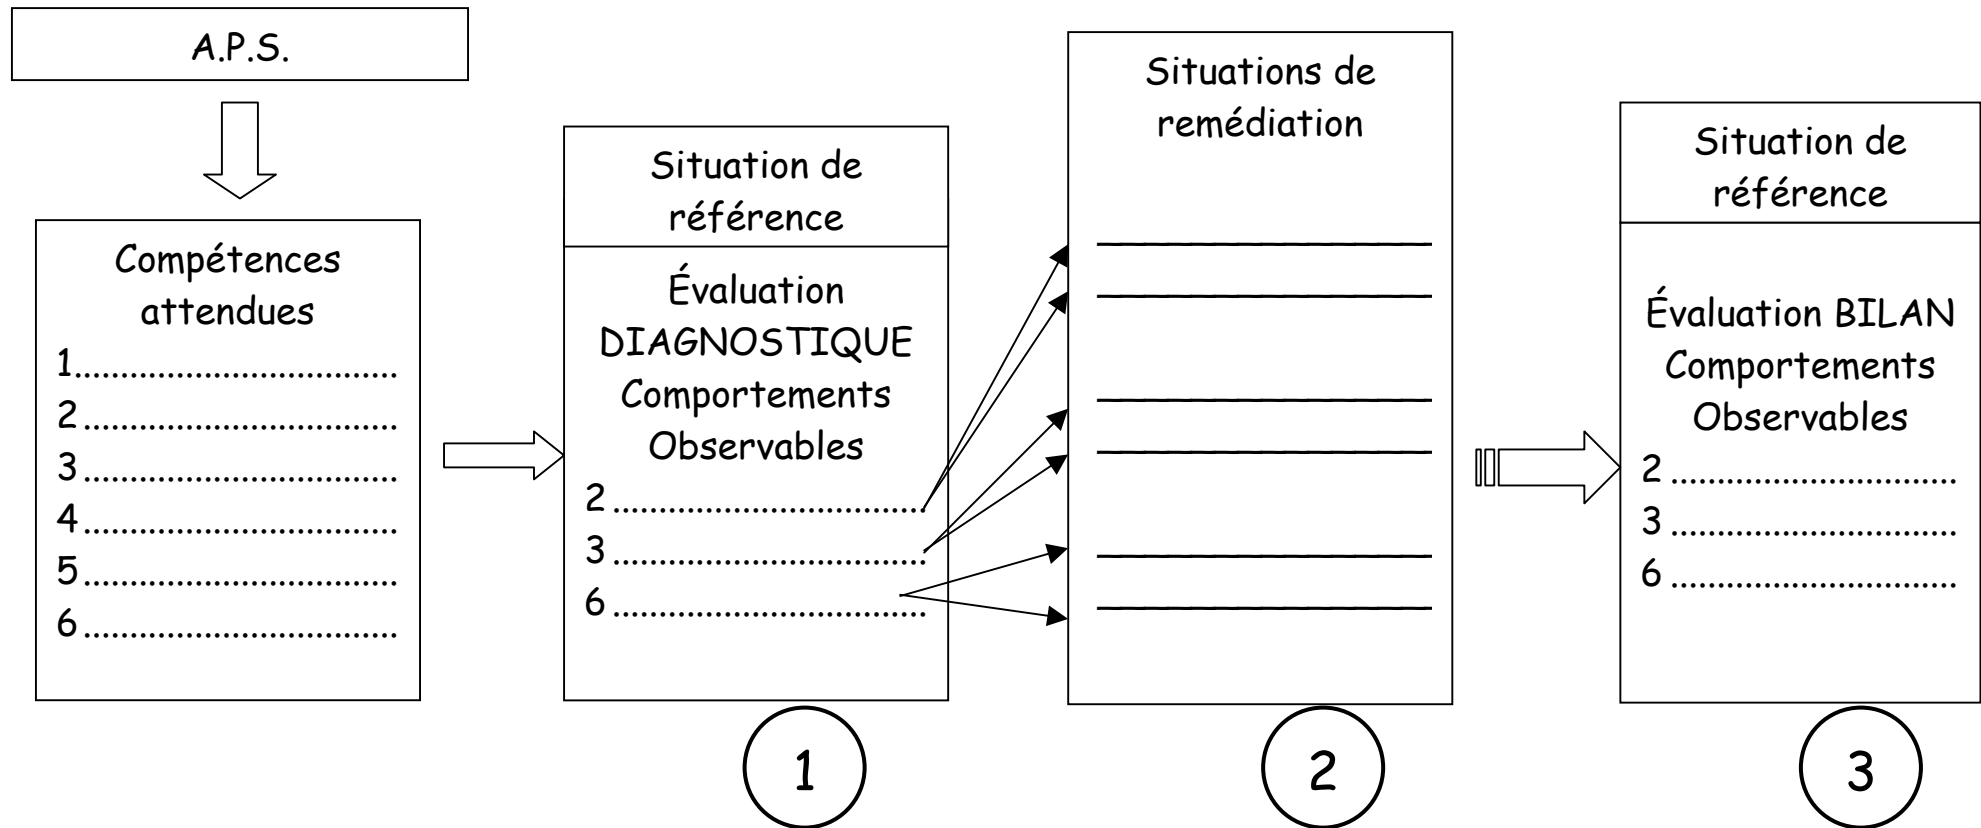 A.P.S.
Compétences
attendues
1...................................
2 ..................................
3 ..................................
4 ..................................
5 ..................................
6 ..................................
Situation de
référence
Évaluation
DIAGNOSTIQUE
Comportements
Observables
2 ..................................
3 ..................................
6 ..................................
1
Situations de
remédiation
2
Situation de
référence
Évaluation BILAN
Comportements
Observables
2 ...............................
3 ...............................
6 ...............................
3